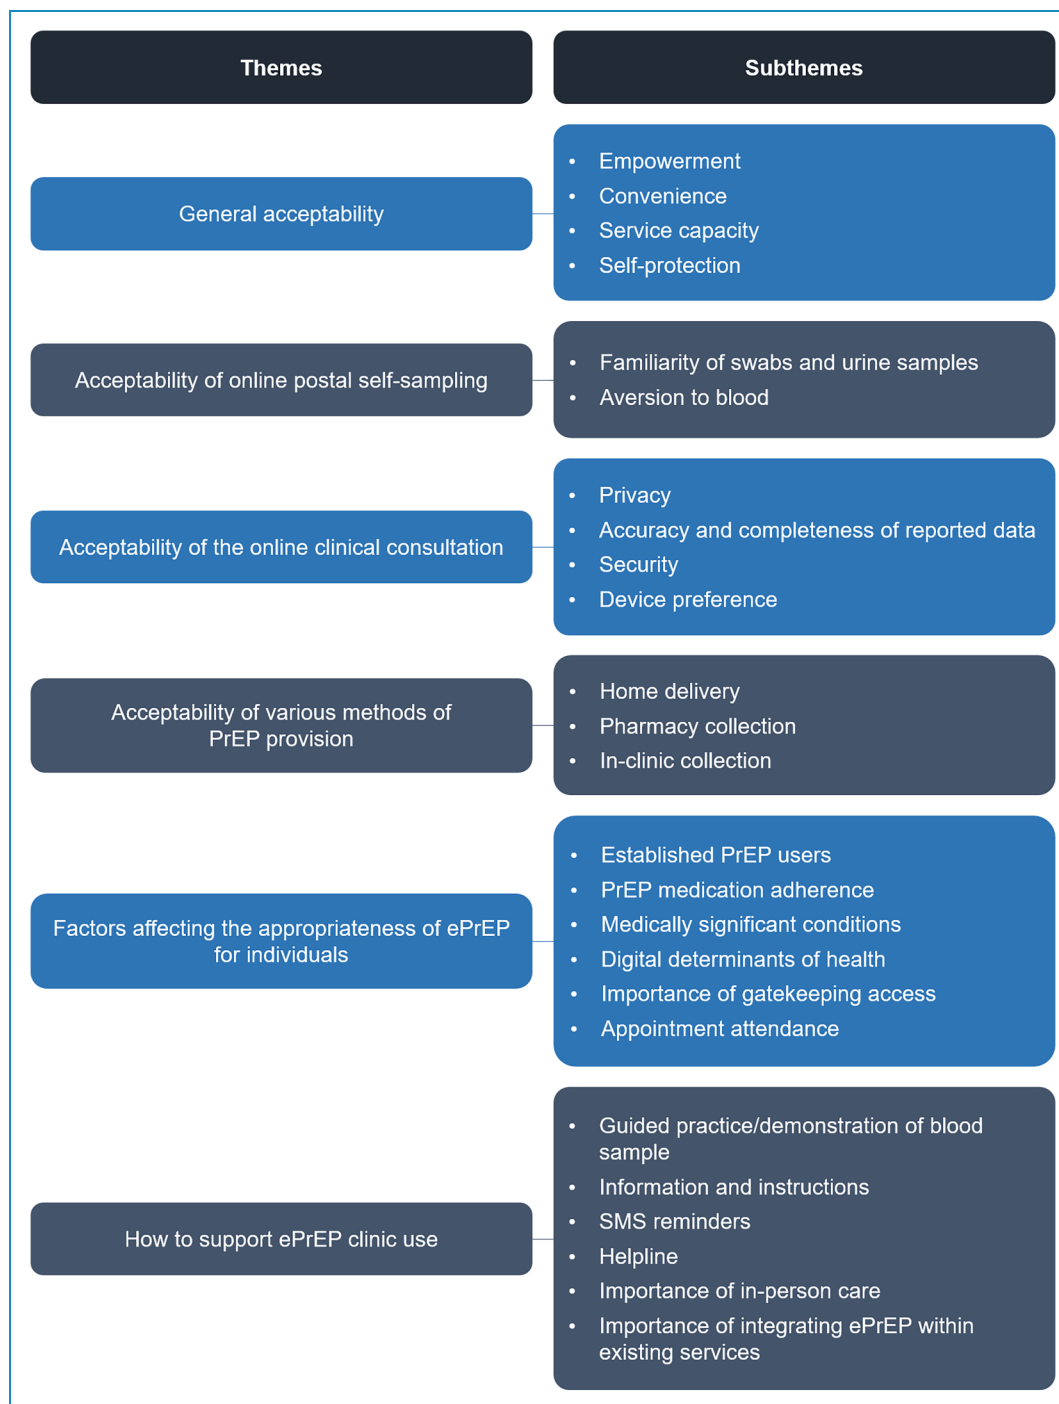 Themes
Subthemes
General acceptability
• Empowerment
• Convenience
• Service capacity
• Self-protection
Acceptability of online postal self-sampling
• Familiarity of swabs and urine samples
• Aversion to blood
Acceptability of the online clinical consultation
• Privacy
• Accuracy and completeness of reported data
• Security
• Device preference
Acceptability of various methods of
PrEP provision
• Home delivery
• Pharmacy collection
• In-clinic collection
Factors affecting the appropriateness of ePrEP
for individuals
• Established PrEP users
• PrEP medication adherence
• Medically significant conditions
• Digital determinants of health
• Importance of gatekeeping access
• Appointment attendance
How to support ePrEP clinic use
• Guided practice/demonstration of blood
sample
• Information and instructions
• SMS reminders
• Helpline
• Importance of in-person care
• Importance of integrating ePrEP within
existing services